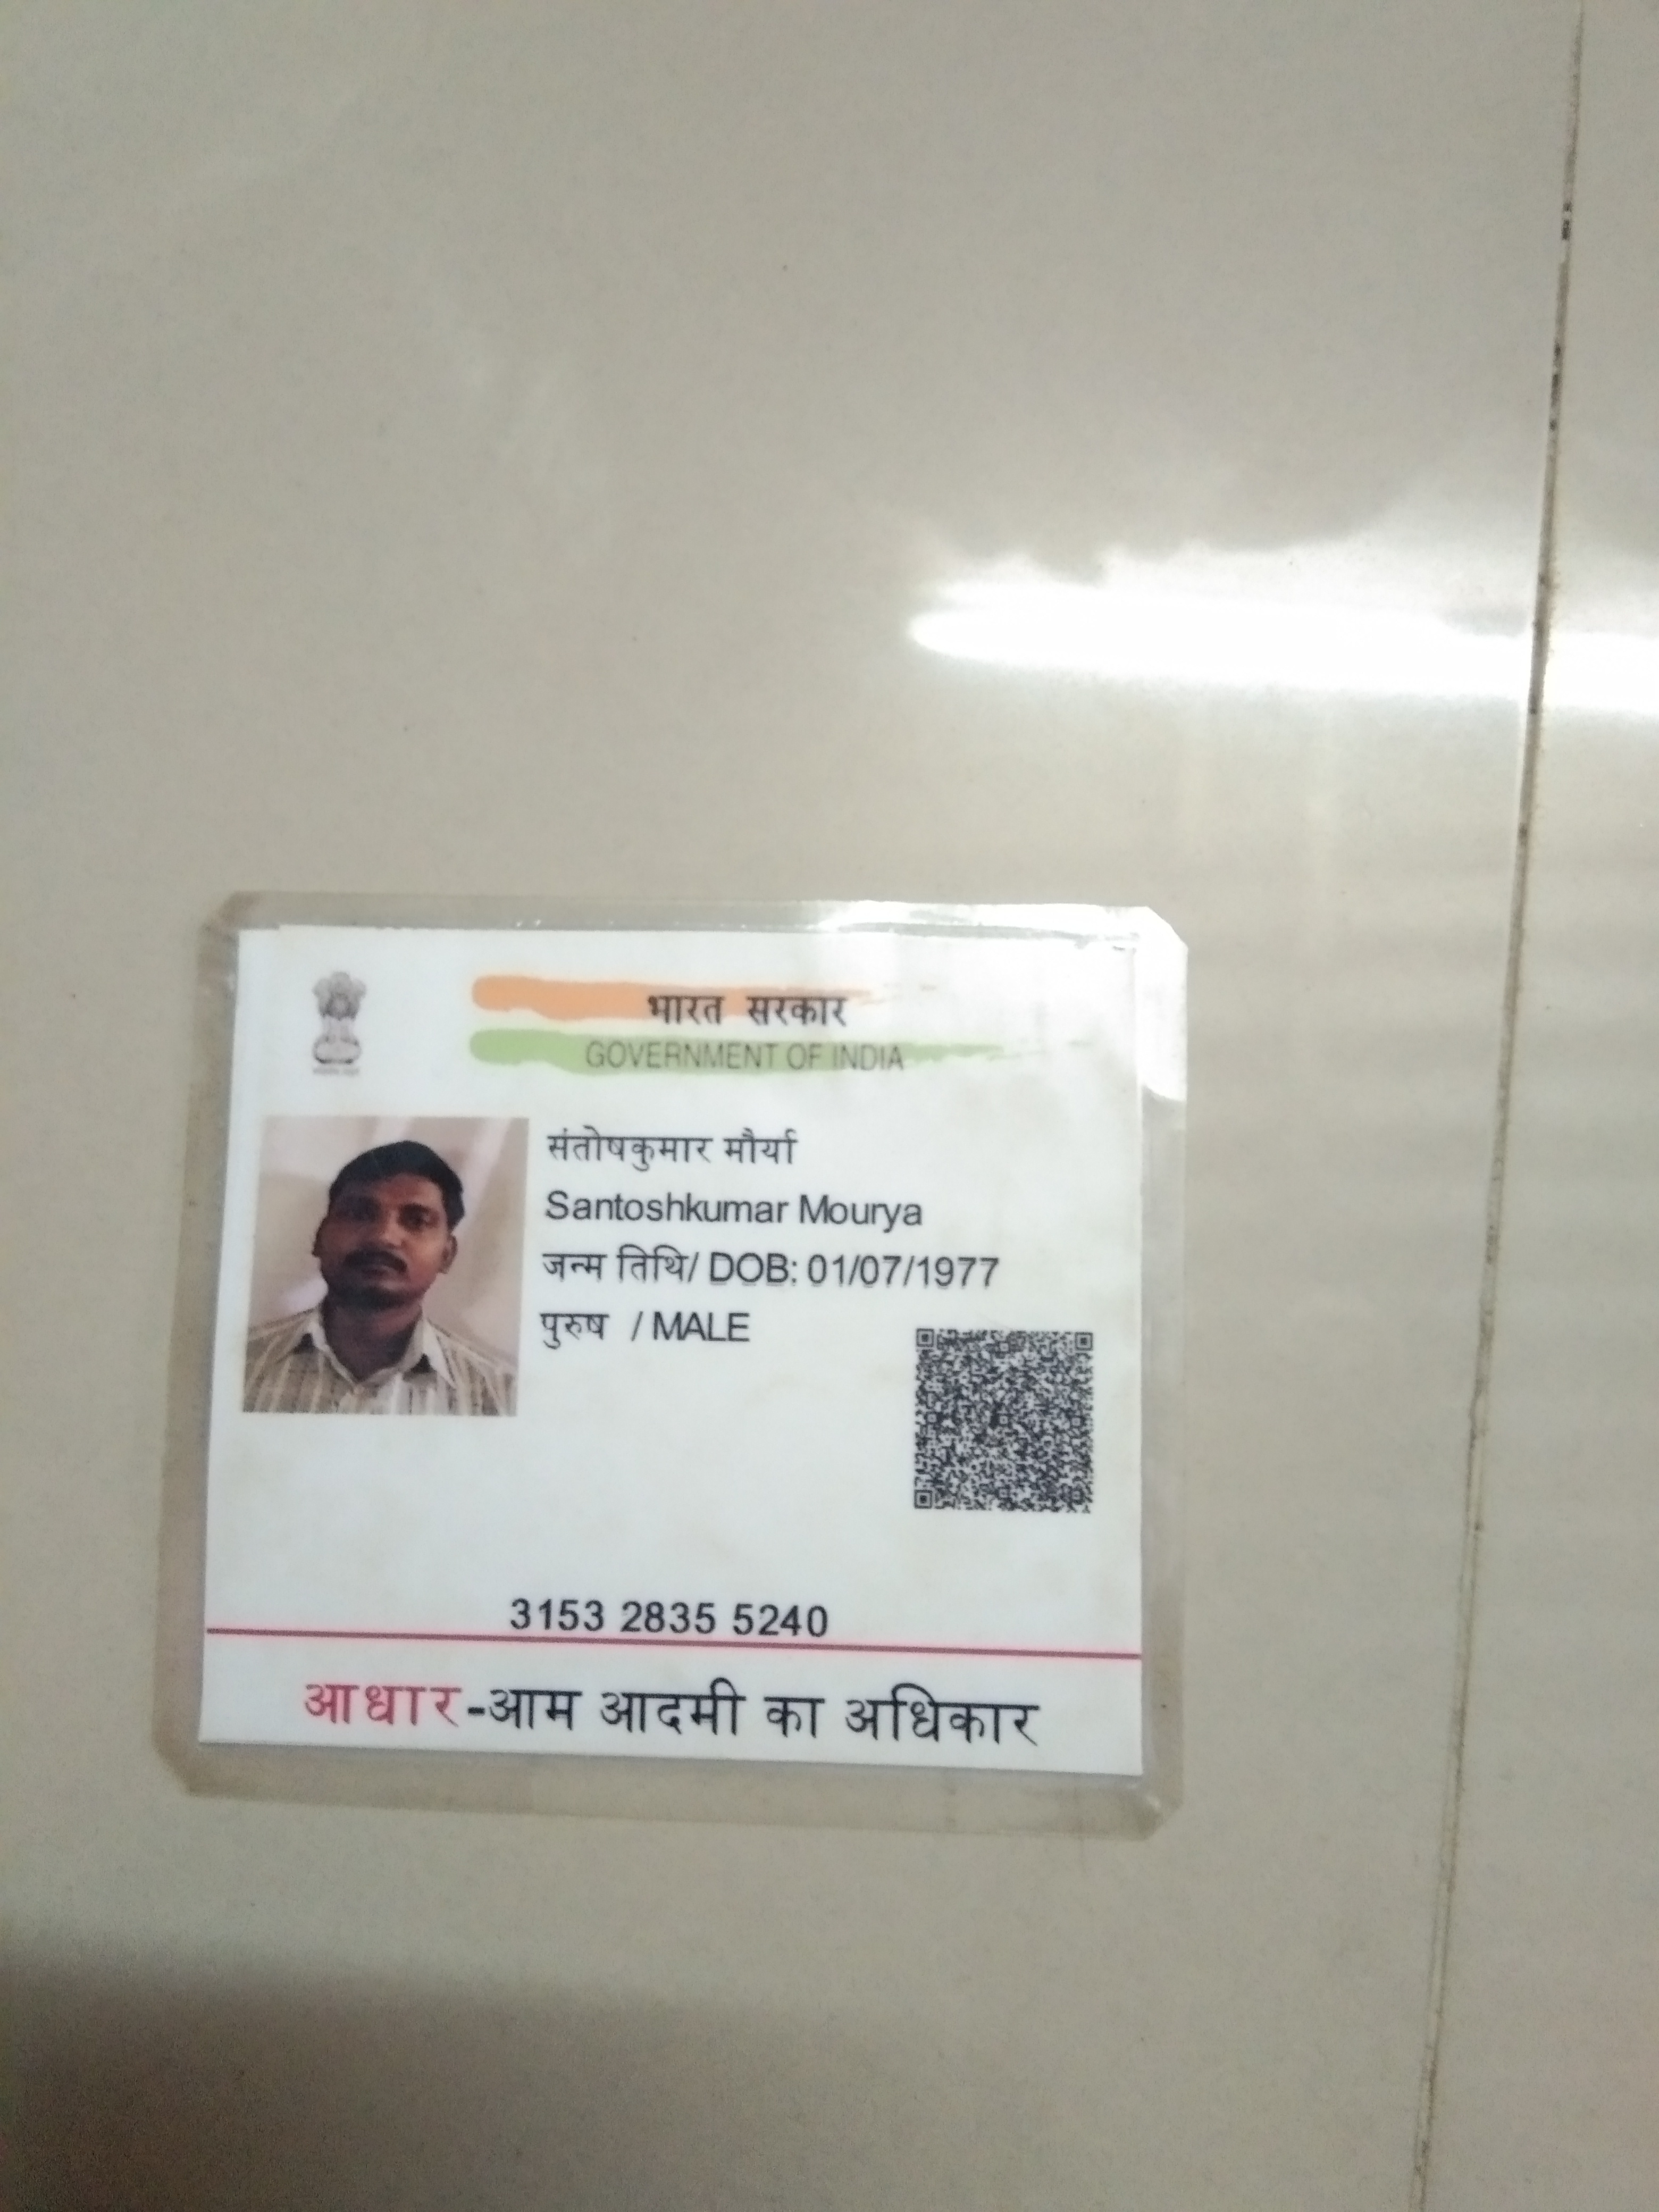 भारत सरकार
GOVERNMENT OF INDIA
संतोषकुमार मौर्या
Santoshkumar Mourya
जन्म तिथि/ DOB: 01/07/1977
पुरुष / MALE
3153 2835 5240
आधार-आम आदमी का अधिकार